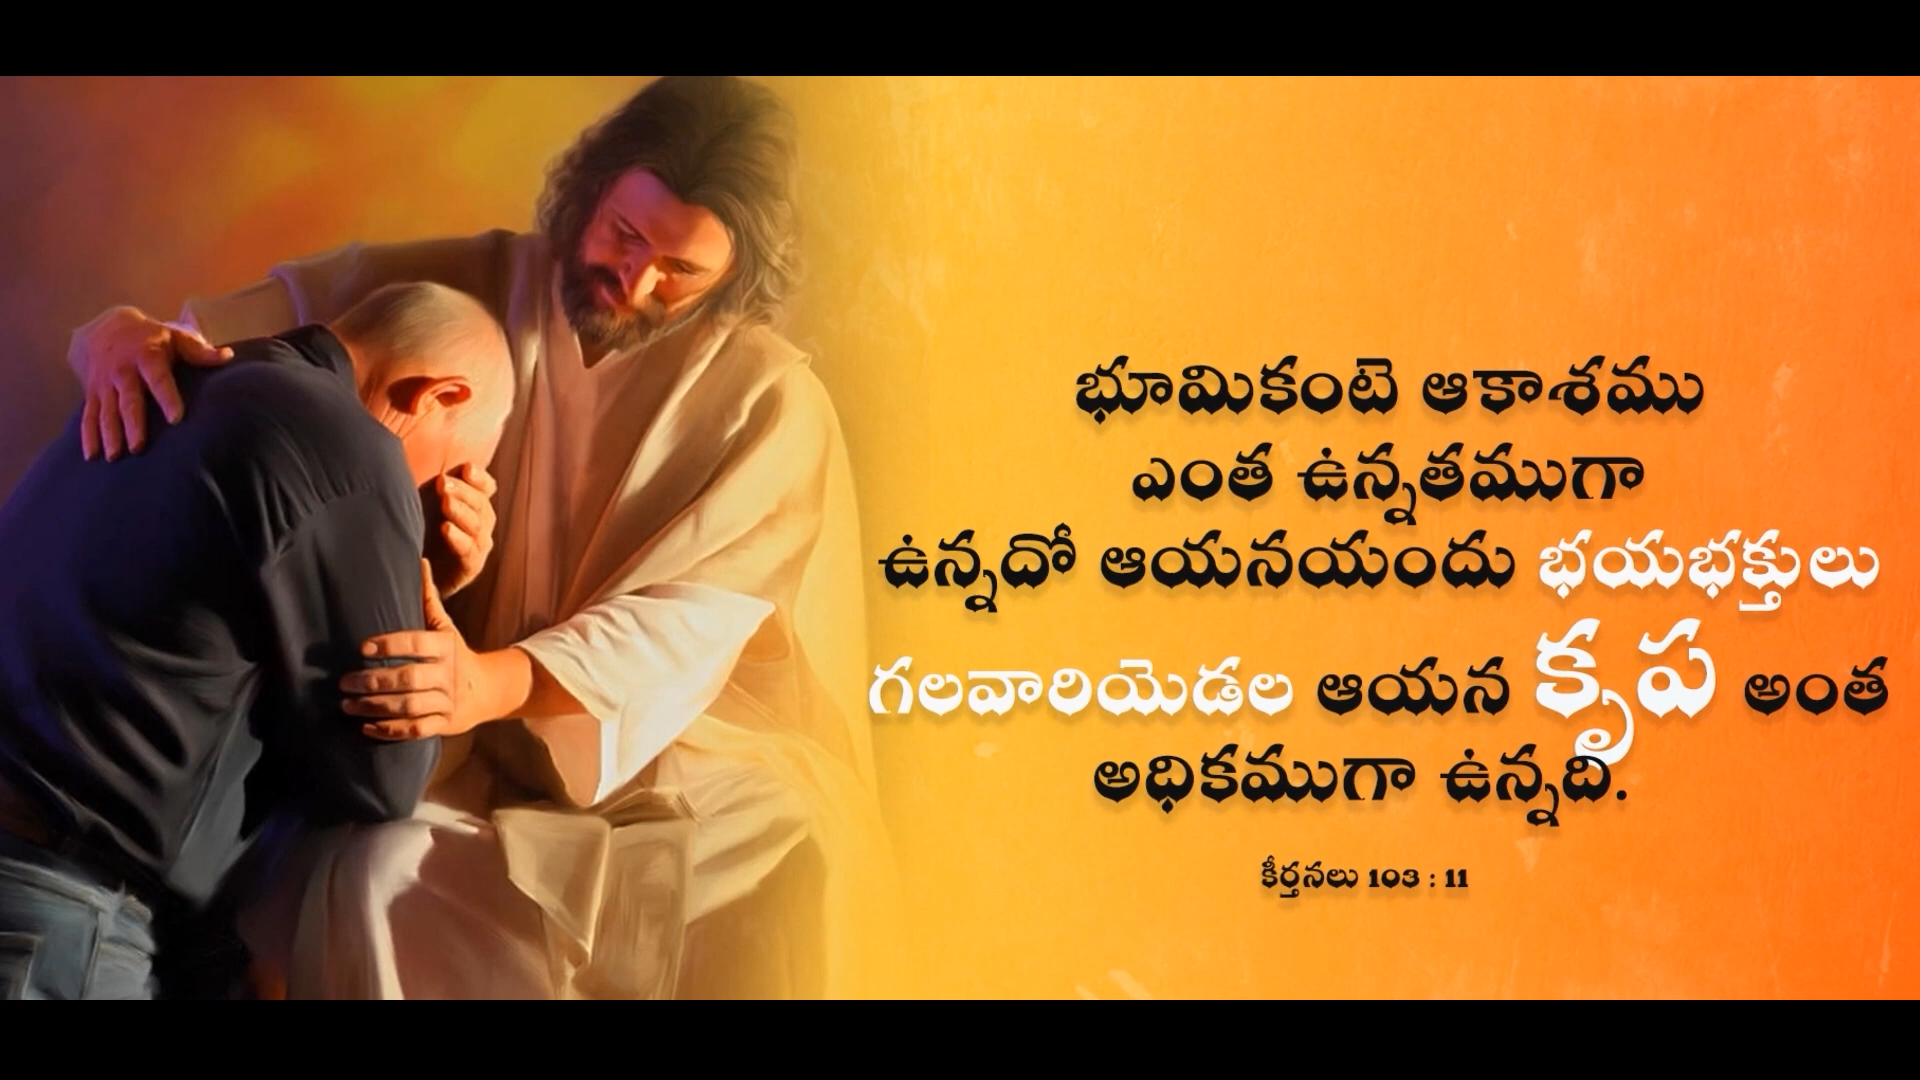 భూమికంటె ఆకాశము
ఎంత ఉన్నతముగా
ఉన్నదో ఆయనయందు భయభక్తులు
గలవారియెడల ఆయన కృప అంత
అధికముగా ఉన్నది.
కీర్తనలు 103 : 11